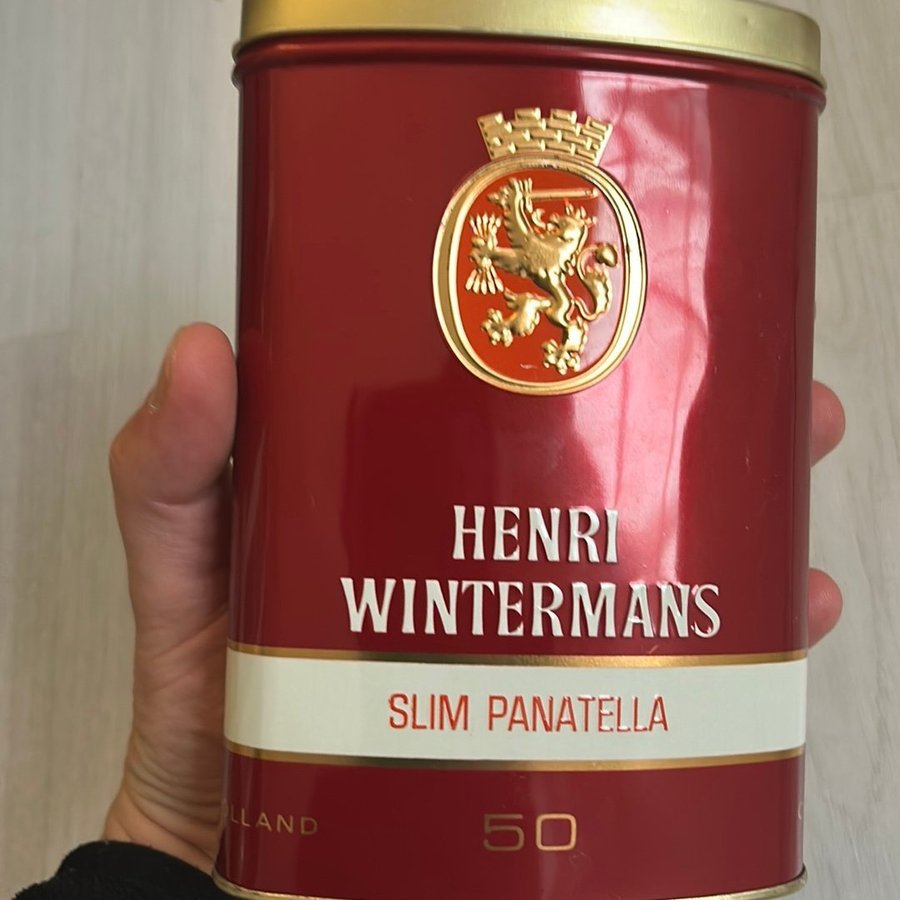 HENRI
WINTERMANS
SLIM PANATELLA
50